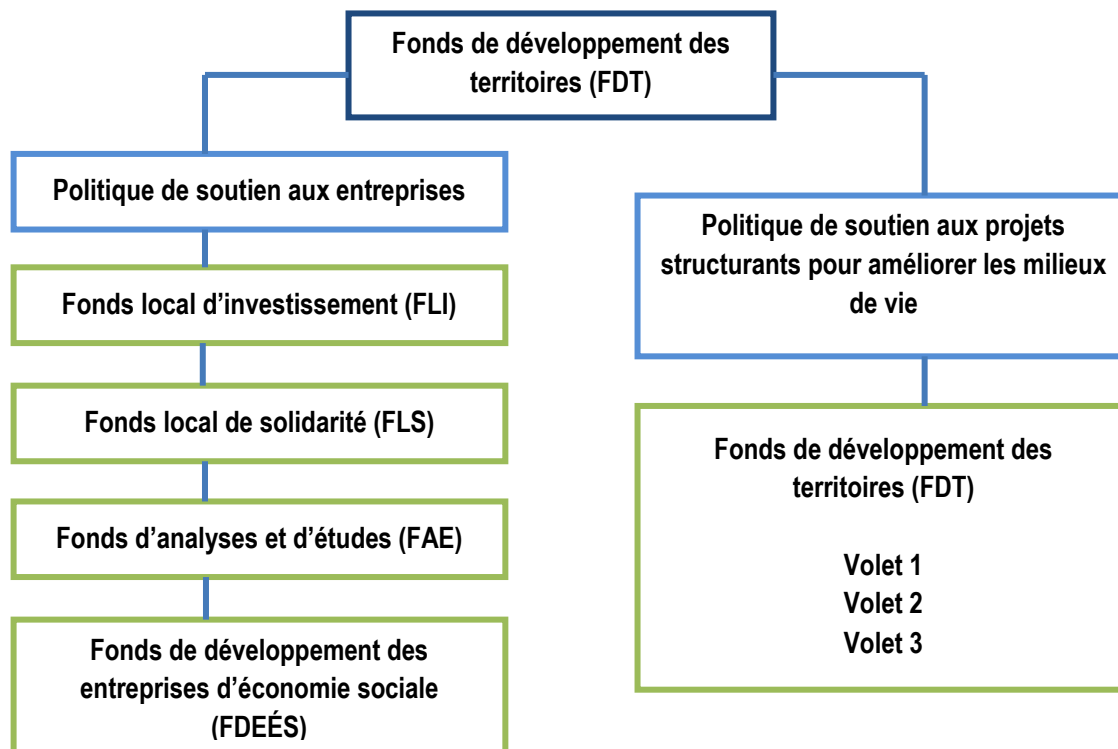 Fonds de développement des
territoires (FDT)
Politique de soutien aux entreprises
Fonds local d’investissement (FLI)
Fonds local de solidarité (FLS)
Fonds d’analyses et d’études (FAE)
Fonds de développement des
entreprises d’économie sociale
(FDEÉS)
Politique de soutien aux projets
structurants pour améliorer les milieux
de vie
Fonds de développement des
territoires (FDT)
Volet 1
Volet 2
Volet 3